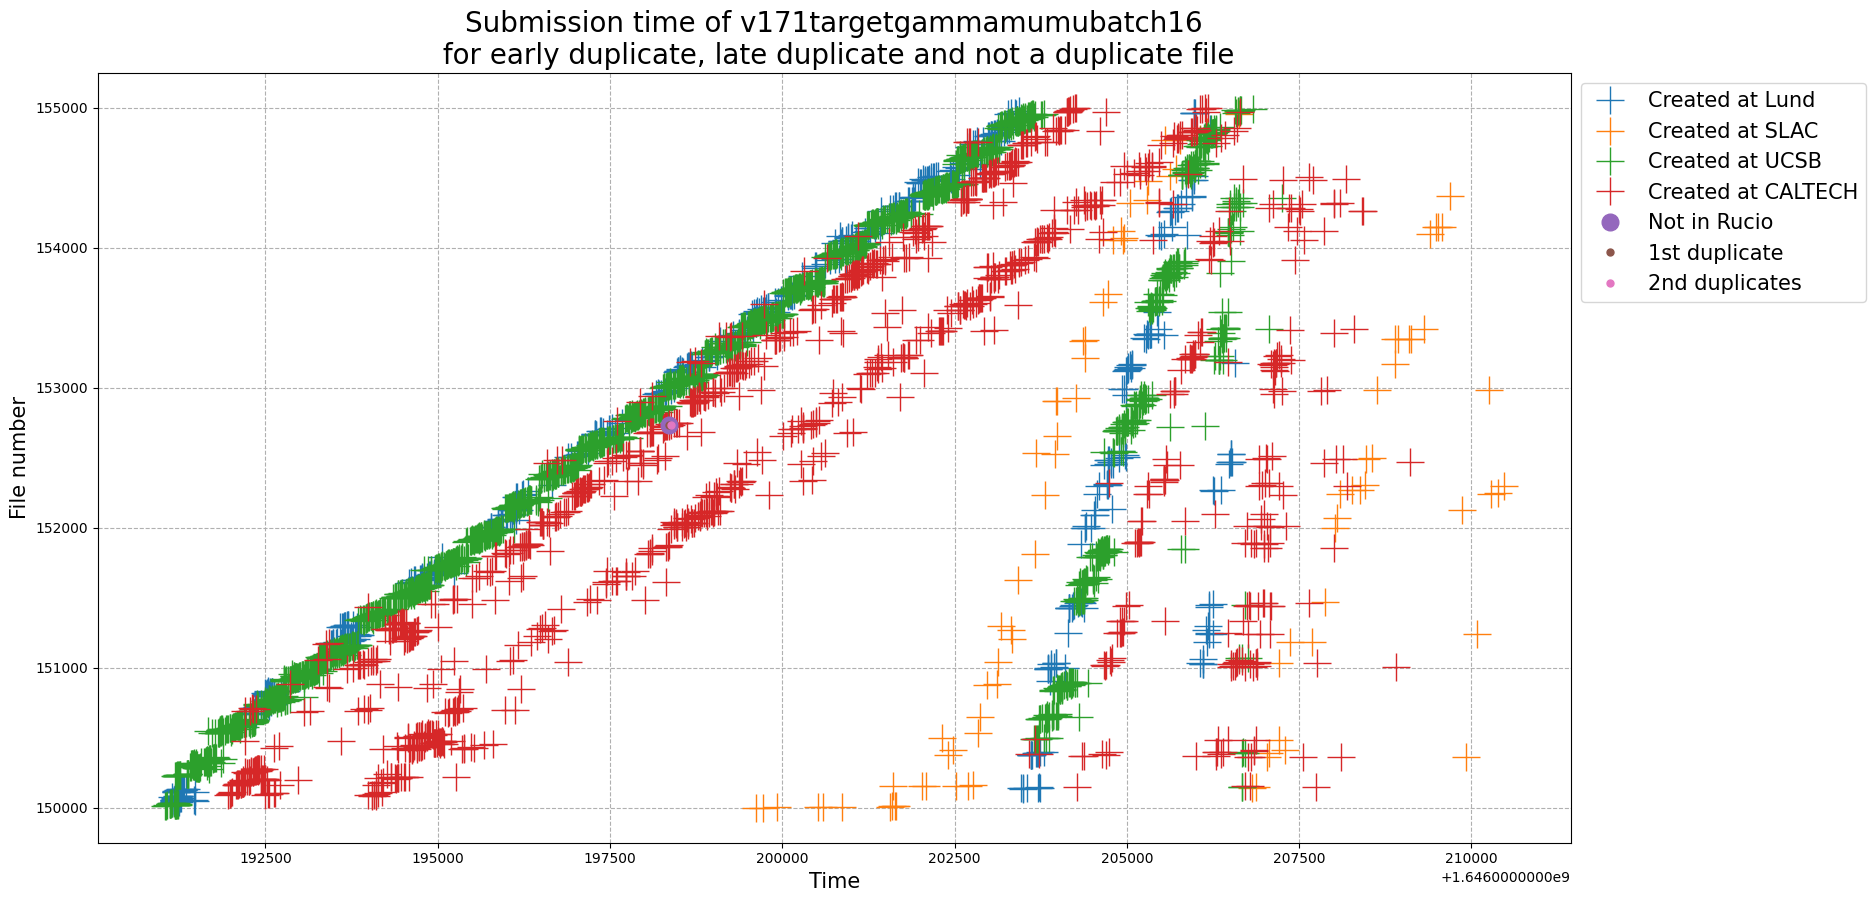 Submission time of v171targetgammamumubatch16
for early duplicate, late duplicate and not a duplicate file
155000
154000
153000
152000
151000
150000
File number
192500
195000
197500
200000
202500
205000
207500
210000
Time
+1.6460000000e9
Created at Lund
Created at SLAC
Created at UCSB
Created at CALTECH
Not in Rucio
1st duplicate
2nd duplicates